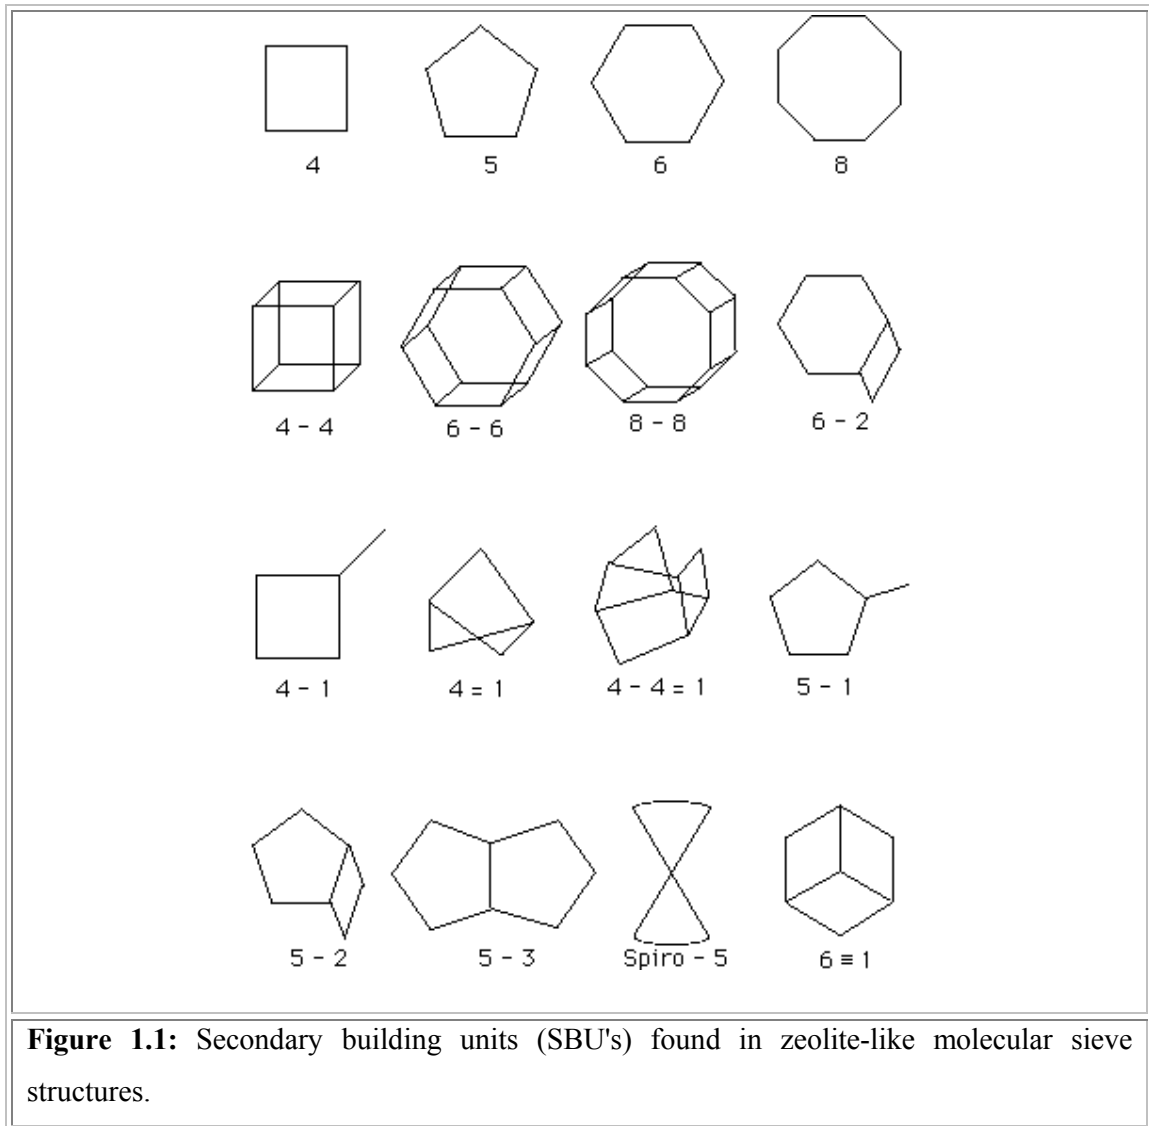 4 5 6 8
4 - 4 6 - 6 8 - 8 6 - 2
4 - 1 4 = 1 4 - 4 = 1 5 - 1
5 - 2 5 - 3 Spiro - 5 6 ≡ 1
Figure 1.1: Secondary building units (SBU's) found in zeolite-like molecular sieve
structures.